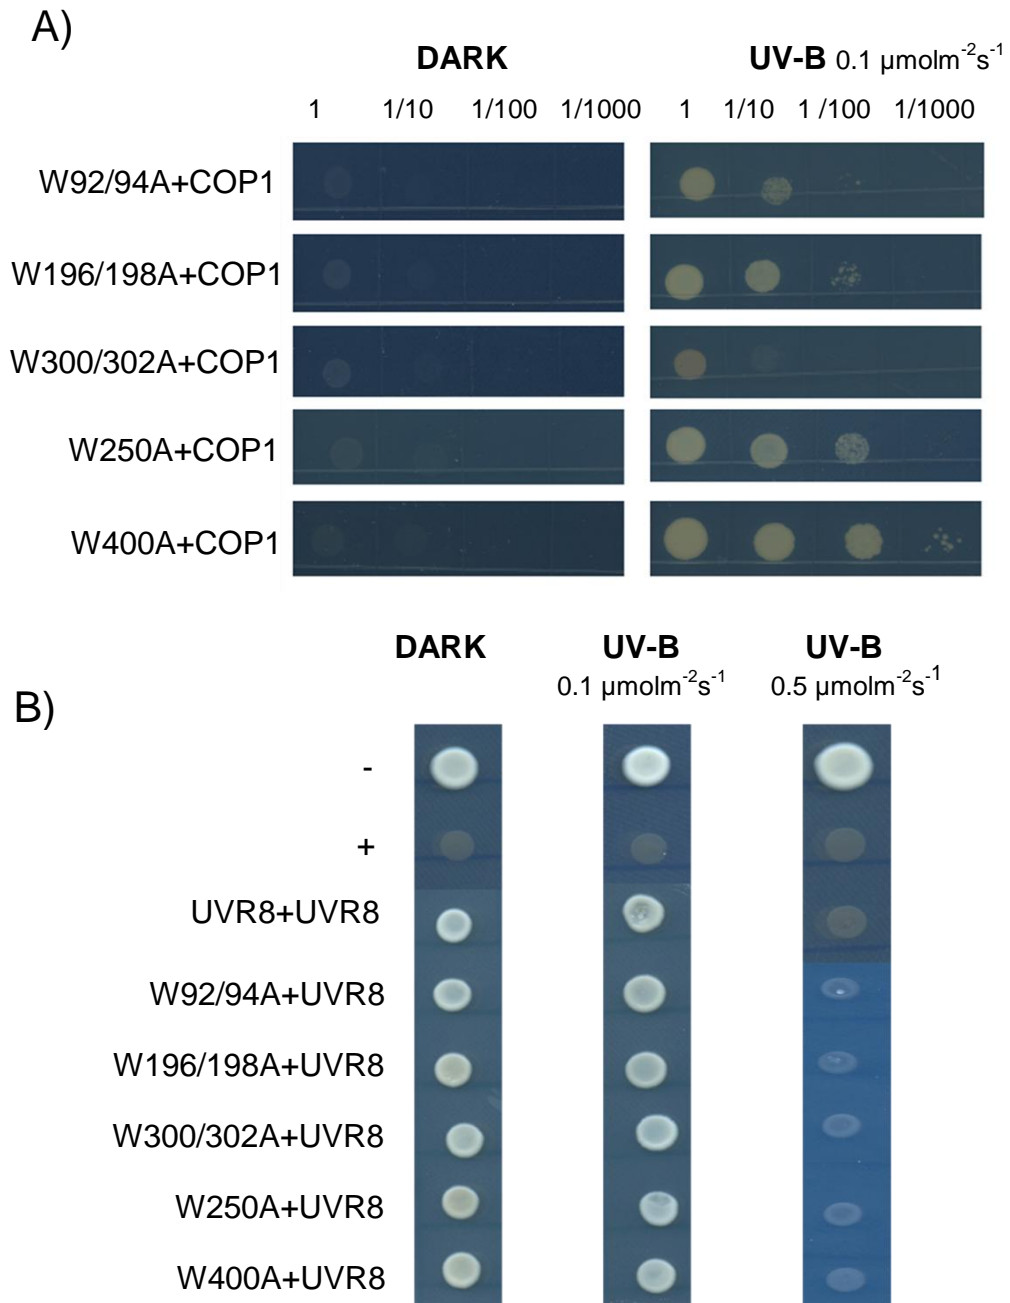 A)
DARK UV-B 0.1 µmolm-2s-1
1 1/10 1/100 1/1000 1 1/10 1 /100 1/1000
W92/94A+COP1
W196/198A+COP1
W300/302A+COP1
W250A+COP1
W400A+COP1
DARK UV-B UV-B
0.1 µmolm-2s-1 0.5 µmolm-2s-1
B)
-
+
UVR8+UVR8
W92/94A+UVR8
W196/198A+UVR8
W300/302A+UVR8
W250A+UVR8
W400A+UVR8